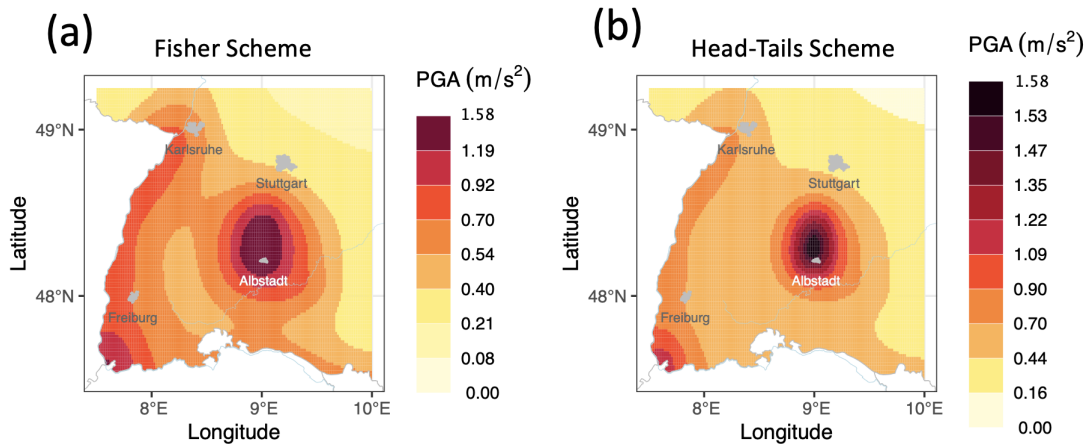 (a)
Fisher Scheme
PGA (m/s²)
1.58
1.19
0.92
0.70
0.54
0.40
0.21
0.08
0.00
49°N
48°N
Latitude
Karlsruhe
Stuttgart
Albstadt
Freiburg
8°E 9°E 10°E
Longitude
(b)
Head-Tails Scheme
PGA (m/s²)
1.58
1.53
1.47
1.35
1.22
1.09
0.90
0.70
0.44
0.16
0.00
49°N
48°N
Latitude
Karlsruhe
Stuttgart
Albstadt
Freiburg
8°E 9°E 10°E
Longitude